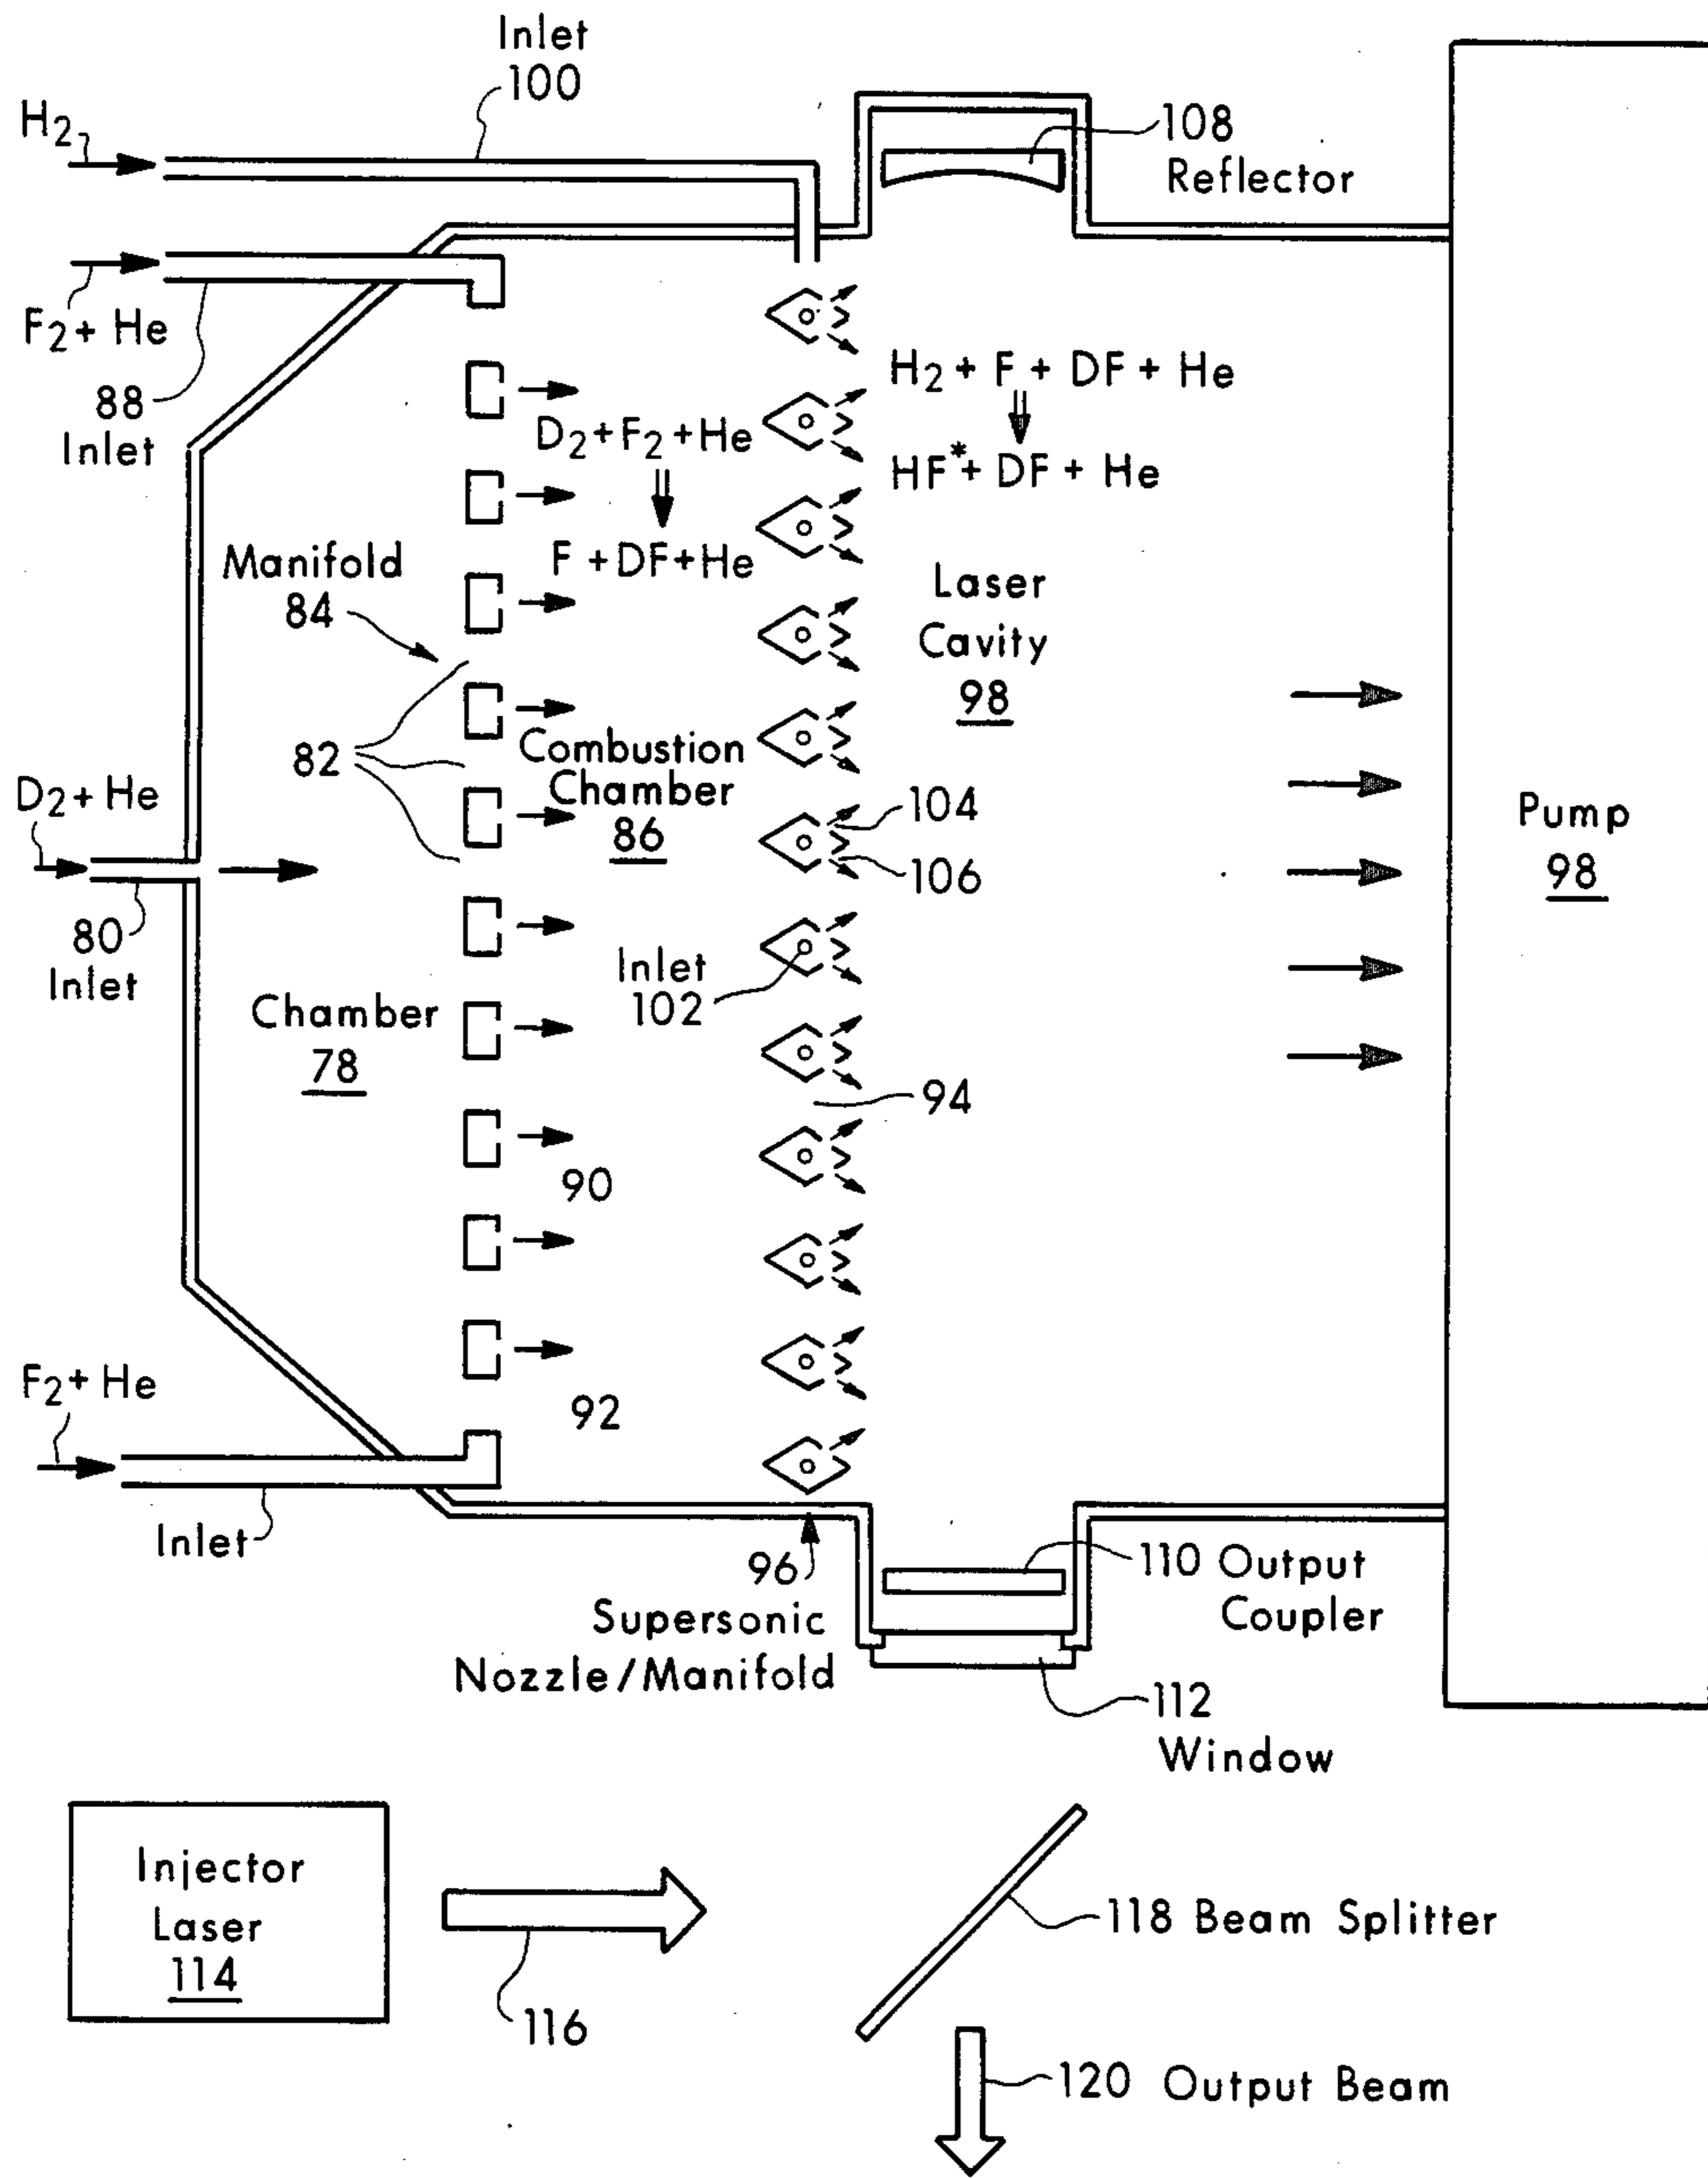 Inlet
100
H2
108
Reflector
F2 + He
88
Inlet
H2 + F + DF + He
⇓
HF* + DF + He
D2 + F2 + He
⇓
F + DF + He
Manifold
84
Laser
Cavity
98
82
Combustion
Chamber
86
D2 + He
104
106
Pump
98
80
Inlet
Inlet
102
Chamber
78
94
90
F2 + He
92
Inlet
96
Supersonic
Nozzle/Manifold
110 Output
Coupler
112
Window
Injector
Laser
114
116
118 Beam Splitter
120 Output Beam